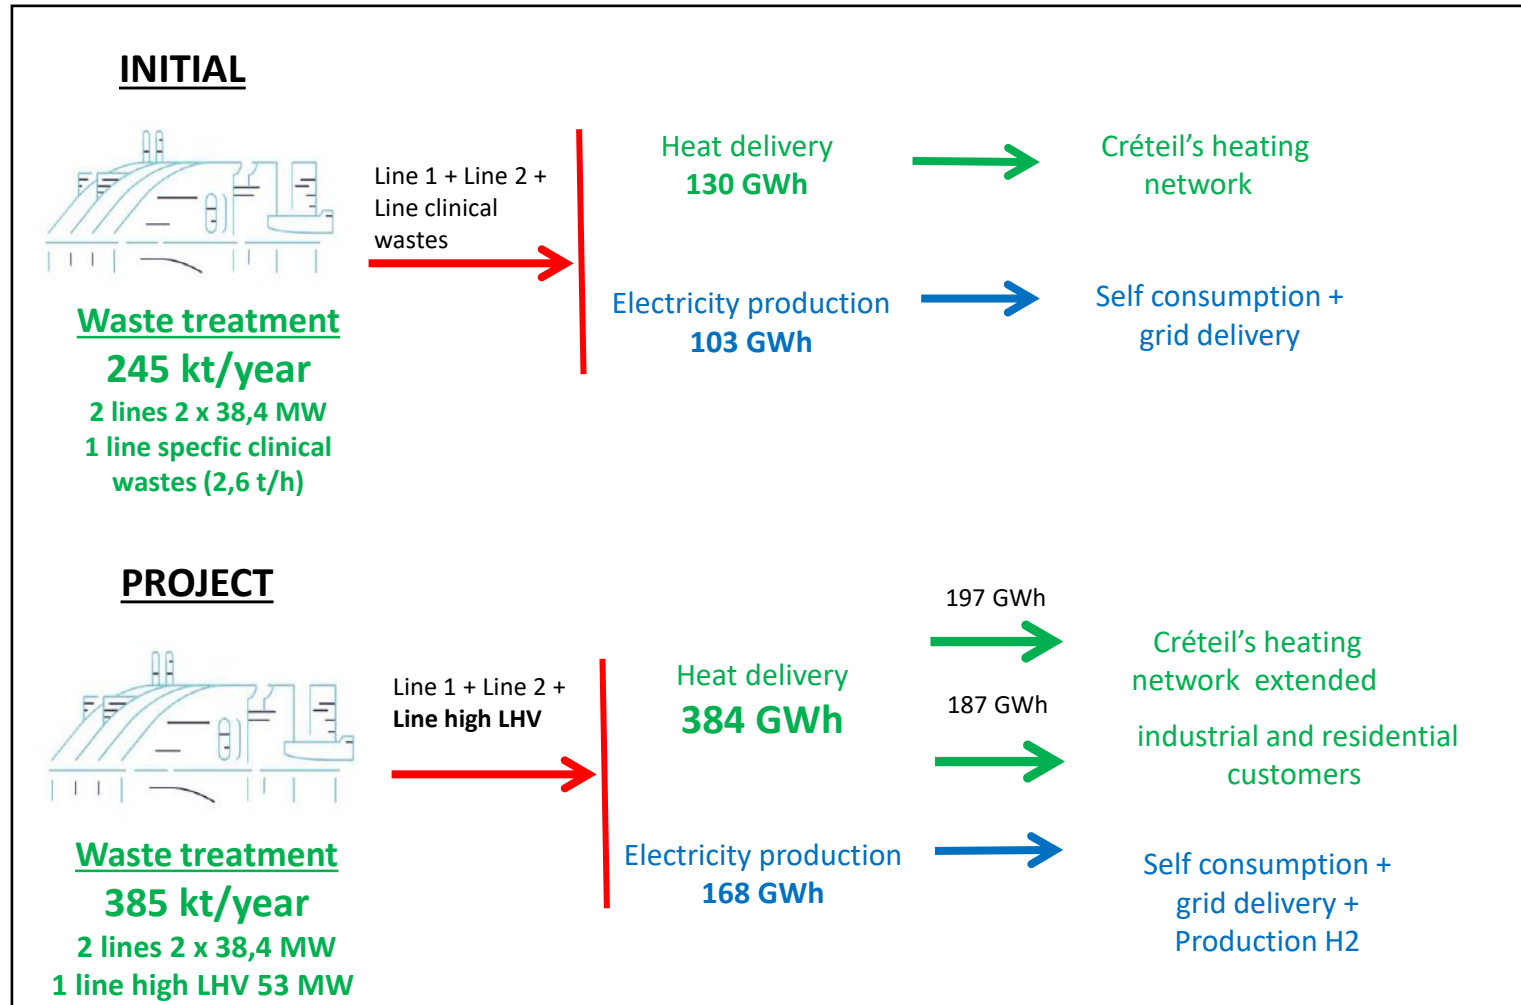 INITIAL
Line 1 + Line 2 +
Line clinical
wastes
Heat delivery
130 GWh
Créteil’s heating
network
Electricity production
103 GWh
Self consumption +
grid delivery
Waste treatment
245 kt/year
2 lines 2 x 38,4 MW
1 line specfic clinical
wastes (2,6 t/h)
PROJECT
Line 1 + Line 2 +
Line high LHV
Heat delivery
384 GWh
197 GWh
Créteil’s heating
network extended
187 GWh
industrial and residential
customers
Electricity production
168 GWh
Self consumption +
grid delivery +
Production H2
Waste treatment
385 kt/year
2 lines 2 x 38,4 MW
1 line high LHV 53 MW